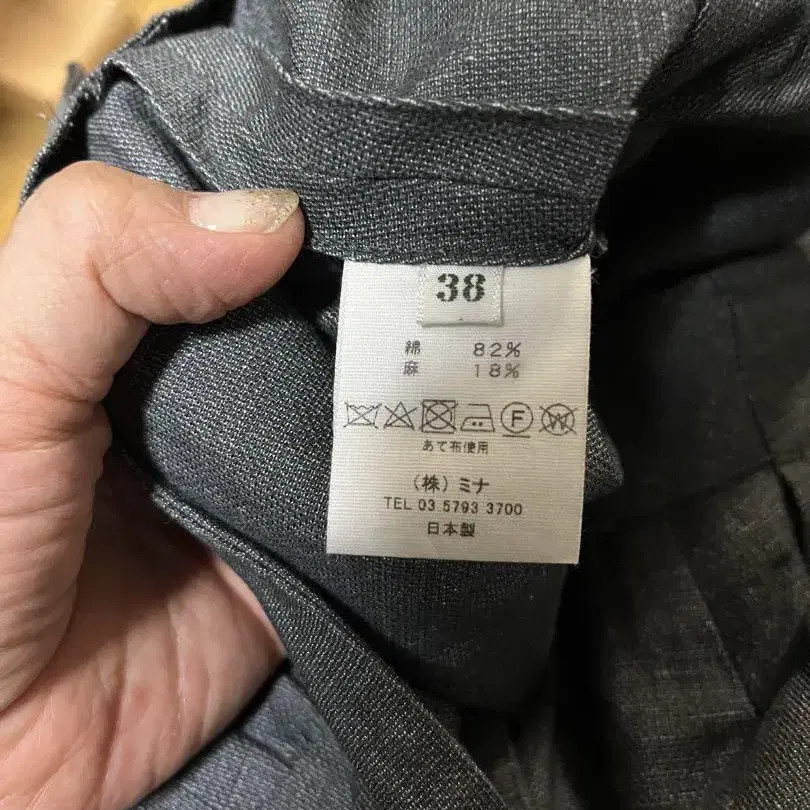 38
綿 82%
麻 18%
F W
あて布使用
(株)ミナ
TEL 03 5793 3700
日本製